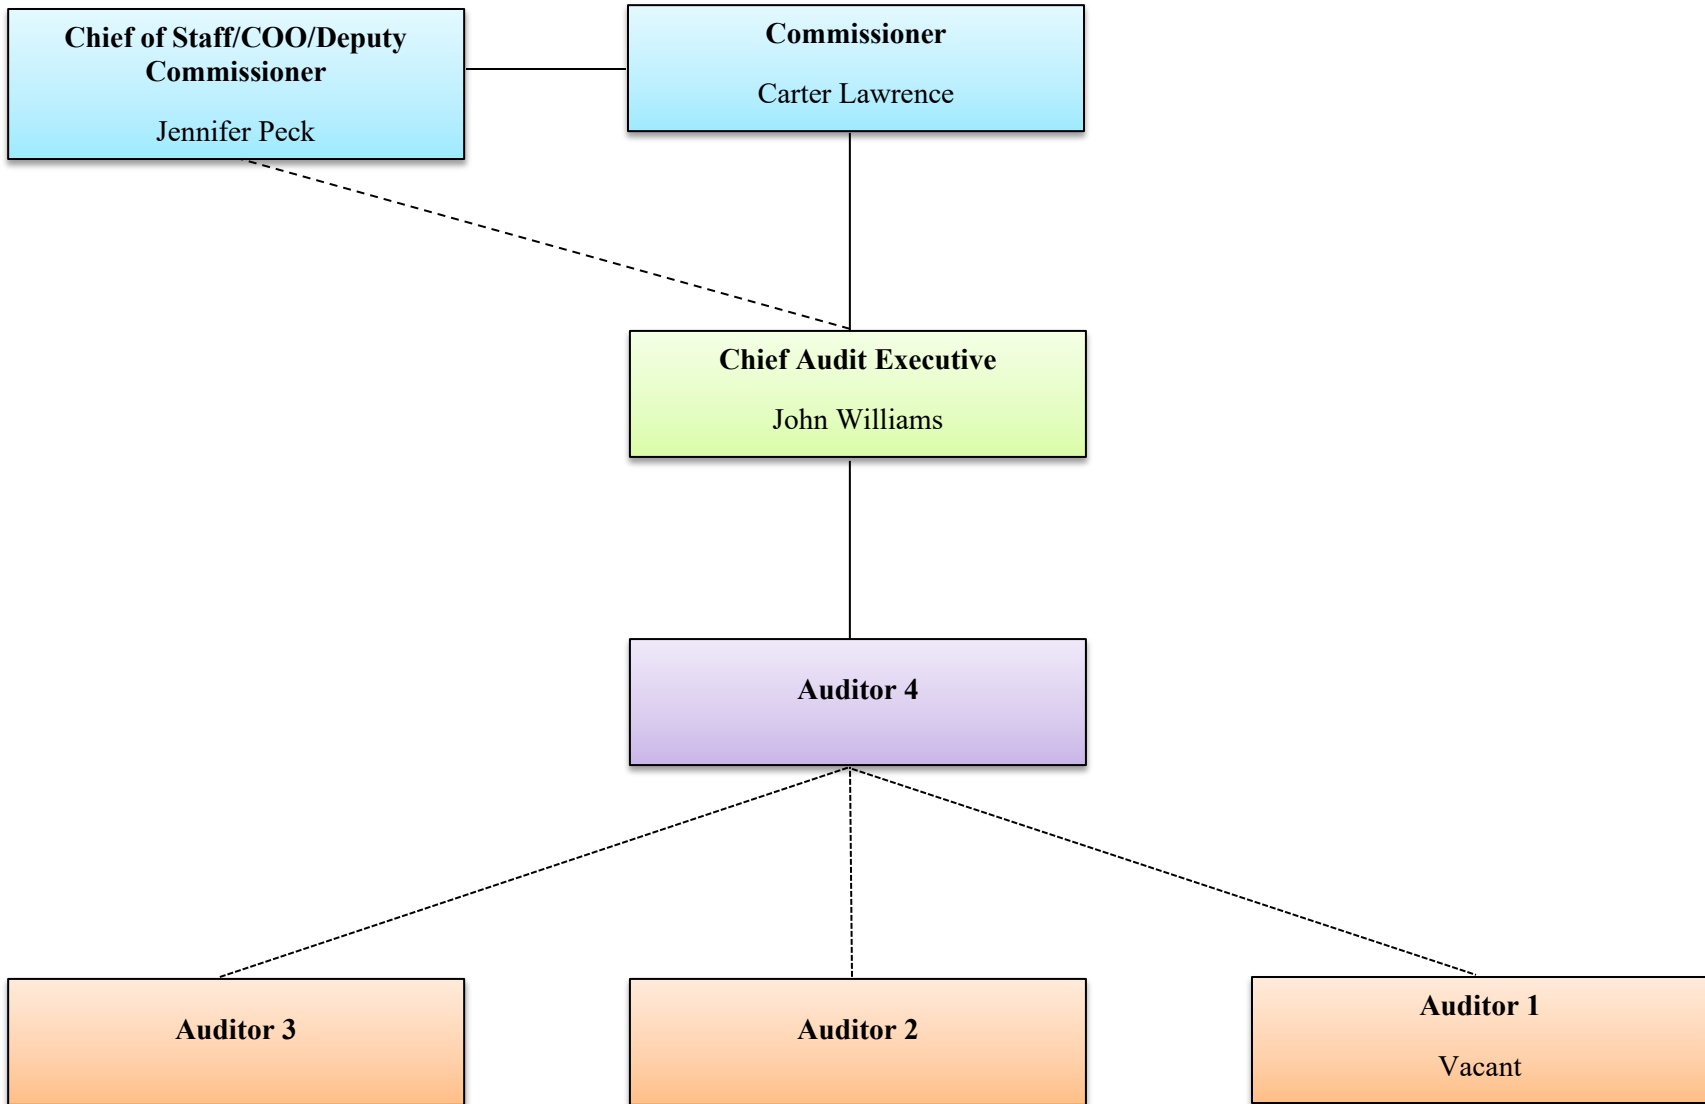 Chief of Staff/COO/Deputy
Commissioner
Jennifer Peck
Commissioner
Carter Lawrence
Chief Audit Executive
John Williams
Auditor 4
Auditor 3
Auditor 2
Auditor 1
Vacant